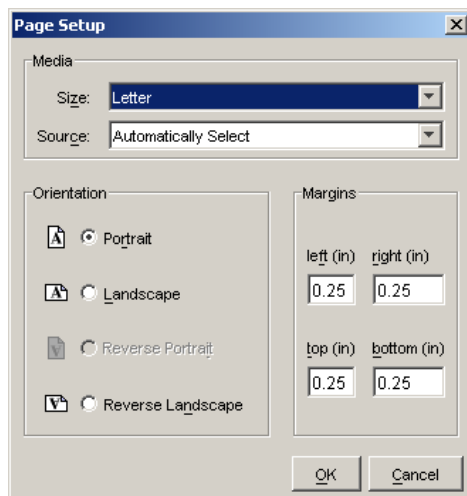 Page Setup
Media
Size: Letter
Source: Automatically Select
Orientation
A Portrait
A Landscape
A Reverse Portrait
A Reverse Landscape
Margins
left (in) right (in)
0.25 0.25
top (in) bottom (in)
0.25 0.25
OK Cancel